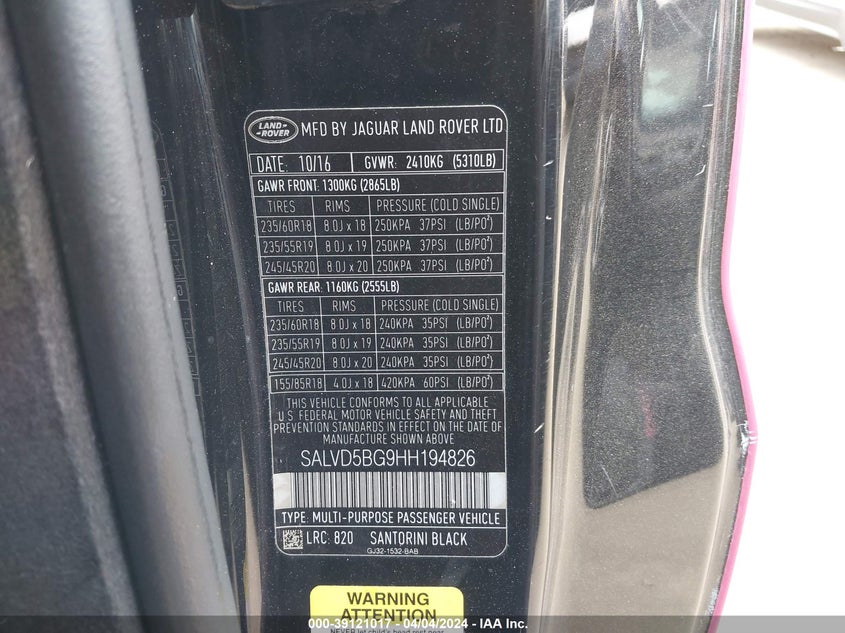 LAND-
-ROVER
MFD BY JAGUAR LAND ROVER LTD
DATE: 10/16 GVWR: 2410KG (5310LB)
GAWR FRONT: 1300KG (2865LB)
TIRES RIMS PRESSURE (COLD SINGLE)
235/60R18 8.0J x 18 250KPA 37PSI (LB/PO²)
235/55R19 8.0J x 19 250KPA 37PSI (LB/PO²)
245/45R20 8.0J x 20 250KPA 37PSI (LB/PO²)
GAWR REAR: 1160KG (2555LB)
TIRES RIMS PRESSURE (COLD SINGLE)
235/60R18 8.0J x 18 240KPA 35PSI (LB/PO²)
235/55R19 8.0J x 19 240KPA 35PSI (LB/PO²)
245/45R20 8.0J x 20 240KPA 35PSI (LB/PO²)
155/85R18 4.0J x 18 420KPA 60PSI (LB/PO²)
THIS VEHICLE CONFORMS TO ALL APPLICABLE
U.S. FEDERAL MOTOR VEHICLE SAFETY AND THEFT
PREVENTION STANDARDS IN EFFECT ON THE DATE OF
MANUFACTURE SHOWN ABOVE
SALVD5BG9HH194826
TYPE: MULTI-PURPOSE PASSENGER VEHICLE
LRC: 820 SANTORINI BLACK
GJ32-1532-BAB
WARNING
ATTENTION
NEVER let child's head rest near
000-39121017 - 04/04/2024 - IAA Inc.